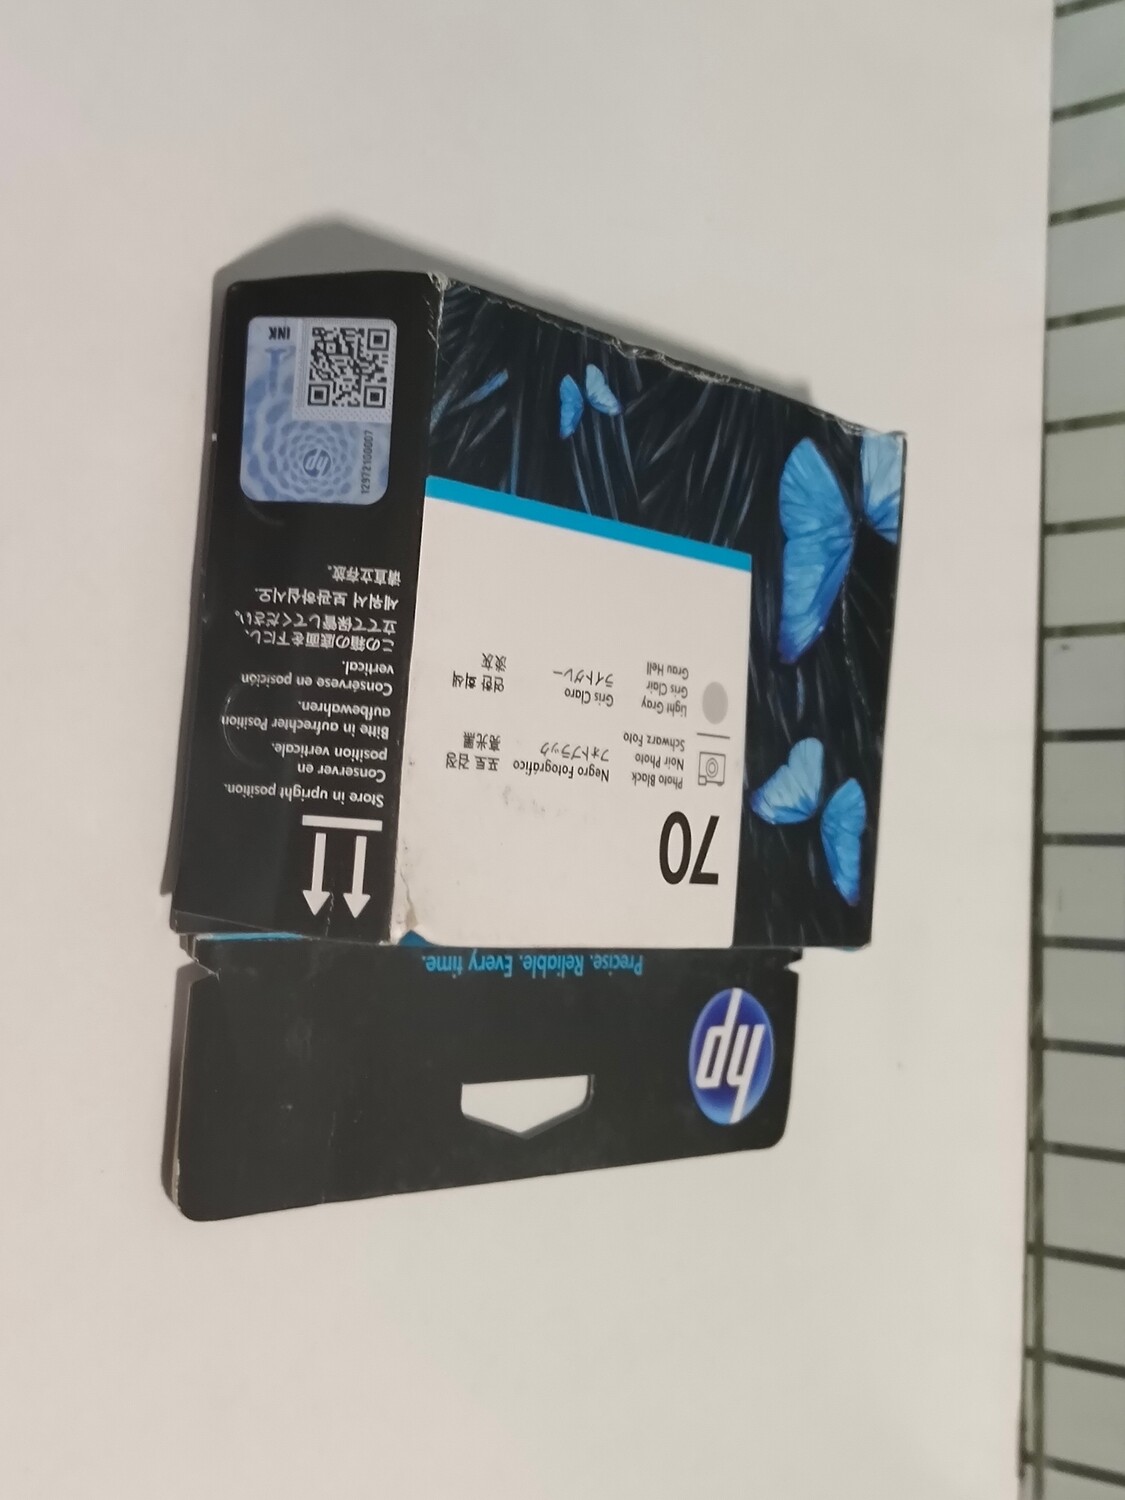 hp
Precise. Reliable. Every time.
70
Photo Black
Noir Photo
Schwarz Foto
Negro Fotográfico
フォトブラック
포토 검정
亮光黑
Light Gray
Gris Clair
Grau Hell
Gris Claro
ライトグレー
연한 회색
淡灰
Store in upright position.
Conserver en
position verticale.
Bitte in aufrechter Position
aufbewahren.
Consérvese en posición
vertical.
この箱の底面を下にし、
立てて保管してください。
세워서 보관하십시오.
请直立存放。
hp
12972100007
INK